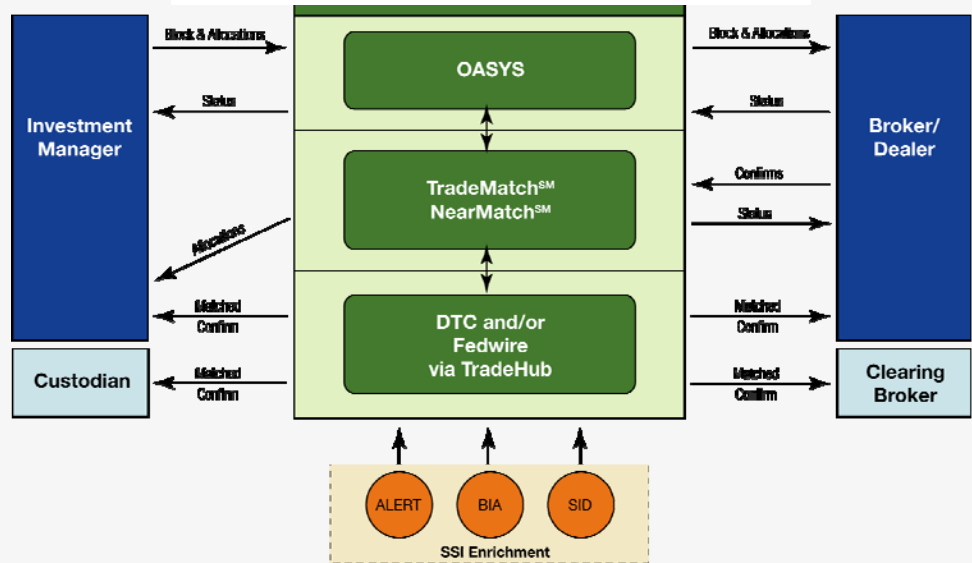 Block & Allocations
Block & Allocations
OASYS
Status
Status
Investment
Manager
Broker/
Dealer
Confirms
TradeMatch℠
NearMatch℠
Status
Allocations
Matched
Confirm
DTC and/or
Fedwire
via TradeHub
Matched
Confirm
Custodian
Matched
Confirm
Matched
Confirm
Clearing
Broker
ALERT
BIA
SID
SSI Enrichment